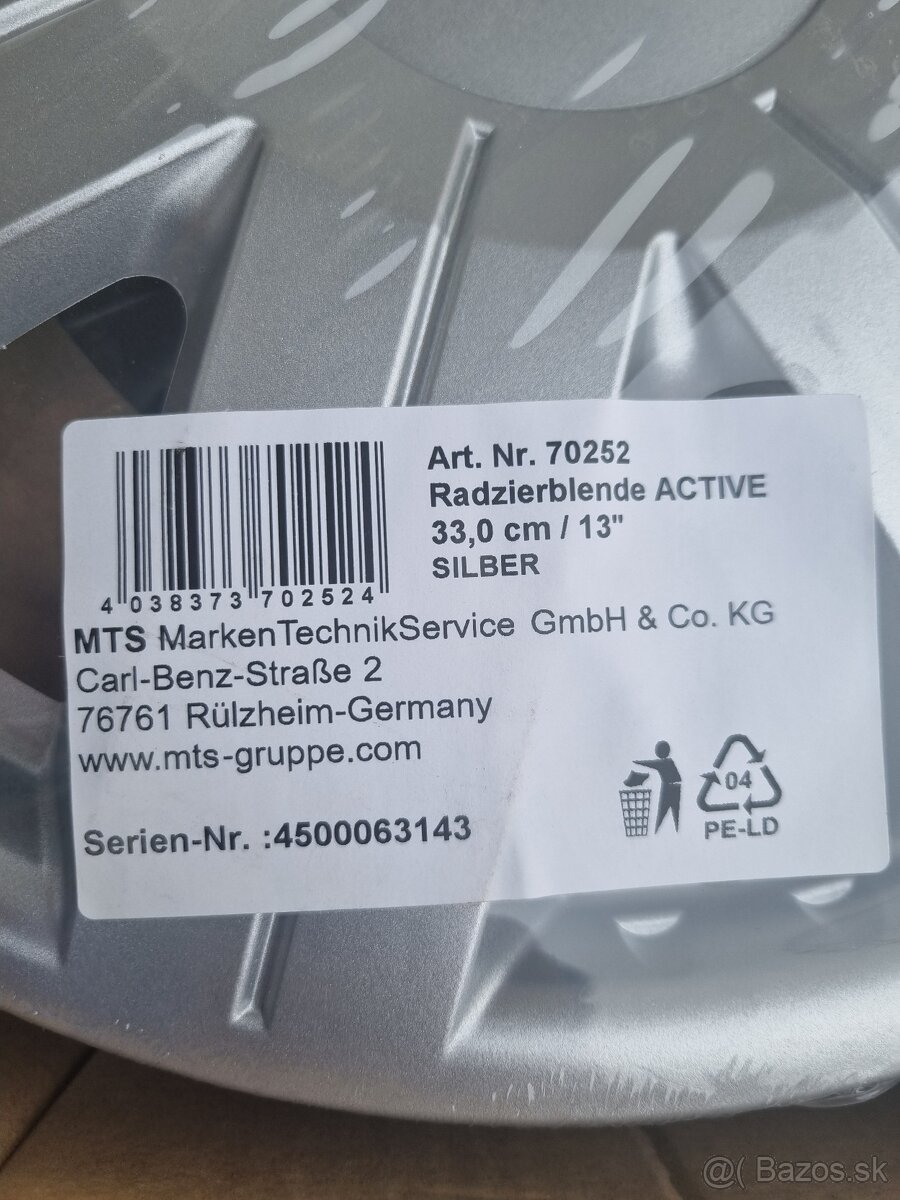 Art. Nr. 70252
Radzierblende ACTIVE
33,0 cm / 13"
SILBER
4 038373 702524
MTS MarkenTechnikService GmbH & Co. KG
Carl-Benz-Straße 2
76761 Rülzheim-Germany
www.mts-gruppe.com
Serien-Nr. :4500063143
04
PE-LD
@( Bazos.sk